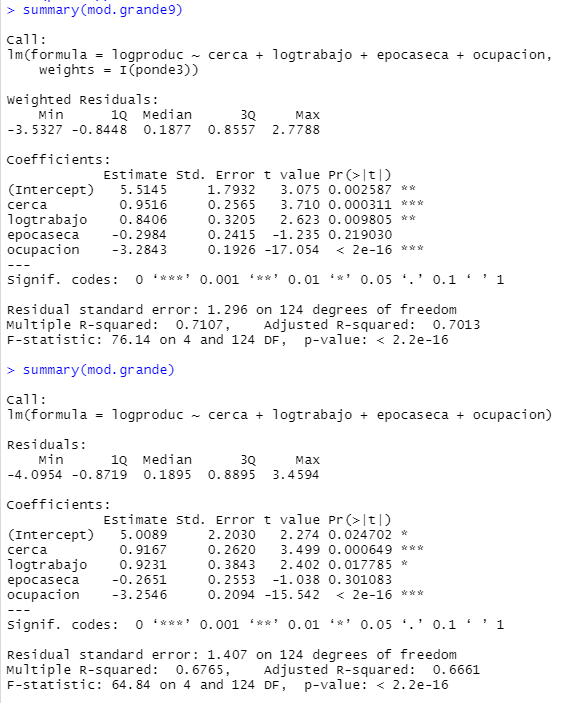 > summary(mod.grande9)
Call:
lm(formula = logproduc ~ cerca + logtrabajo + epocaseca + ocupacion,
    weights = I(ponde3))
Weighted Residuals:
    Min      1Q  Median      3Q     Max
-3.5327 -0.8448  0.1877  0.8557  2.7788
Coefficients:
            Estimate Std. Error t value Pr(>|t|)
(Intercept)   5.5145     1.7932   3.075 0.002587 **
cerca         0.9516     0.2565   3.710 0.000311 ***
logtrabajo    0.8406     0.3205   2.623 0.009805 **
epocaseca    -0.2984     0.2415  -1.235 0.219030
ocupacion    -3.2843     0.1926 -17.054  < 2e-16 ***
---
Signif. codes:  0 ‘***’ 0.001 ‘**’ 0.01 ‘*’ 0.05 ‘.’ 0.1 ‘ ’ 1
Residual standard error: 1.296 on 124 degrees of freedom
Multiple R-squared:  0.7107,	Adjusted R-squared:  0.7013
F-statistic: 76.14 on 4 and 124 DF,  p-value: < 2.2e-16
> summary(mod.grande)
Call:
lm(formula = logproduc ~ cerca + logtrabajo + epocaseca + ocupacion)
Residuals:
    Min      1Q  Median      3Q     Max
-4.0954 -0.8719  0.1895  0.8895  3.4594
Coefficients:
            Estimate Std. Error t value Pr(>|t|)
(Intercept)   5.0089     2.2030   2.274 0.024702 *
cerca         0.9167     0.2620   3.499 0.000649 ***
logtrabajo    0.9231     0.3843   2.402 0.017785 *
epocaseca    -0.2651     0.2553  -1.038 0.301083
ocupacion    -3.2546     0.2094 -15.542  < 2e-16 ***
---
Signif. codes:  0 ‘***’ 0.001 ‘**’ 0.01 ‘*’ 0.05 ‘.’ 0.1 ‘ ’ 1
Residual standard error: 1.407 on 124 degrees of freedom
Multiple R-squared:  0.6765,	Adjusted R-squared:  0.6661
F-statistic: 64.84 on 4 and 124 DF,  p-value: < 2.2e-16